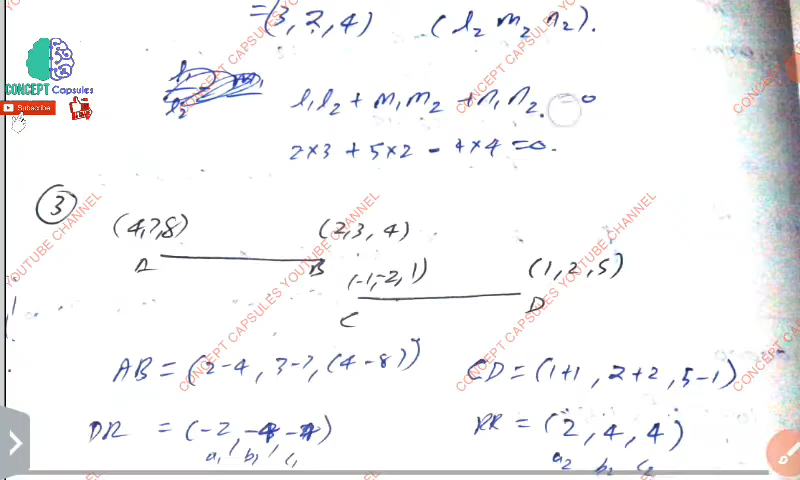 =(3, 2, 4) (l₂ m₂ n₂).
CONCEPT Capsules
Subscribe
l₁
l₂
m₁
l₁l₂ + m₁m₂ + n₁n₂. = 0
2×3 + 5×2 - 4×4 = 0.
③
(4,7,8) (2,3,4)
A B
(-1,-2,1) (1,2,5)
C D
AB = (2-4, 3-7, (4-8)) CD = (1+1, 2+2, 5-1)
DR = (-2, -4, -4) = (2, 4, 4)
a₁, b₁, c₁ a₂ b₂ c₂
CONCEPT CAPSULES YOUTUBE CHANNEL